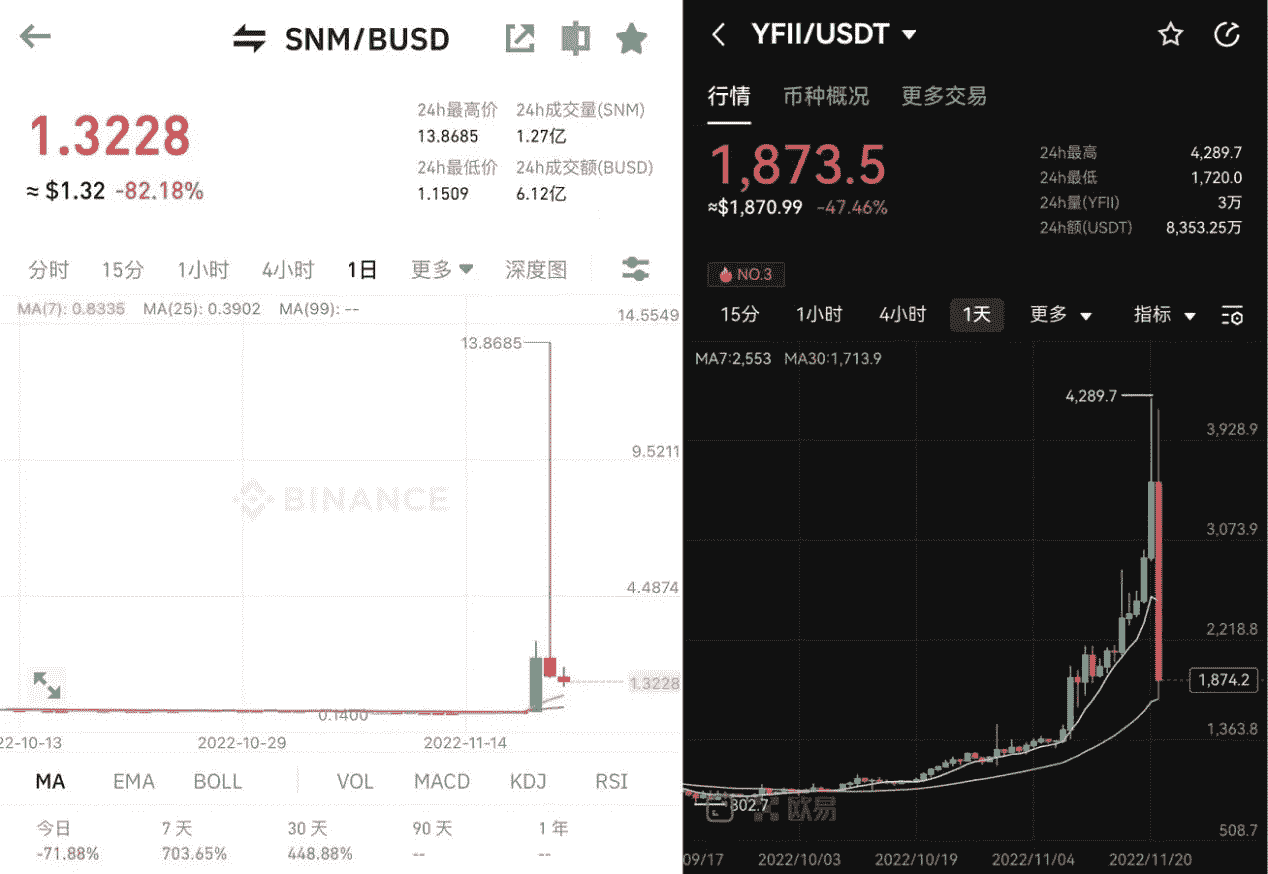 SNM/BUSD
1.3228
≈ $1.32 -82.18%
24h最高价 24h成交量(SNM)
13.8685 1.27亿
24h最低价 24h成交额(BUSD)
1.1509 6.12亿
分时 15分 1小时 4小时 1日 更多 深度图
MA(7): 0.8335 MA(25): 0.3902 MA(99): --
14.5549
13.8685
9.5211
BINANCE
4.4874
1.3228
0.1400
22-10-13 2022-10-29 2022-11-14
MA EMA BOLL VOL MACD KDJ RSI
今日 7 天 30 天 90 天 1 年
-71.88% 703.65% 448.88% -- --
YFII/USDT
行情 币种概况 更多交易
1,873.5
≈$1,870.99 -47.46%
24h最高 4,289.7
24h最低 1,720.0
24h量(YFII) 3万
24h额(USDT) 8,353.25万
NO.3
15分 1小时 4小时 1天 更多 指标
MA7:2,553 MA30:1,713.9
4,289.7
3,928.9
3,073.9
2,218.8
1,874.2
1,363.8
802.7
欧易
508.7
09/17 2022/10/03 2022/10/19 2022/11/04 2022/11/20